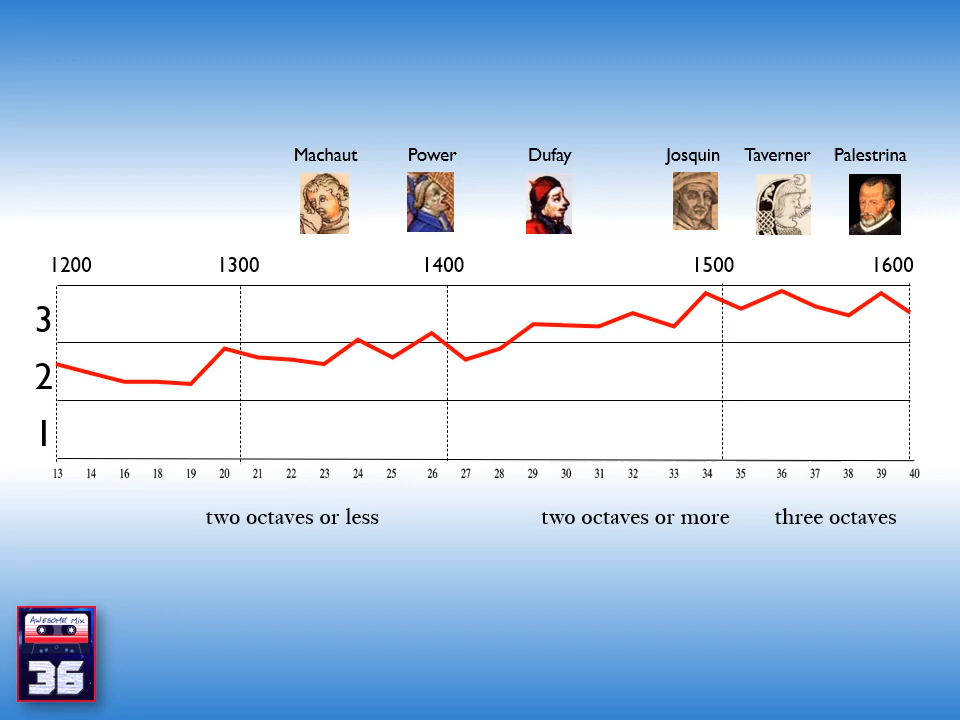 Machaut Power Dufay Josquin Taverner Palestrina
1200 1300 1400 1500 1600
3
2
1
13 14 16 18 19 20 21 22 23 24 25 26 27 28 29 30 31 32 33 34 35 36 37 38 39 40
two octaves or less two octaves or more three octaves
AWESOME MIX
36